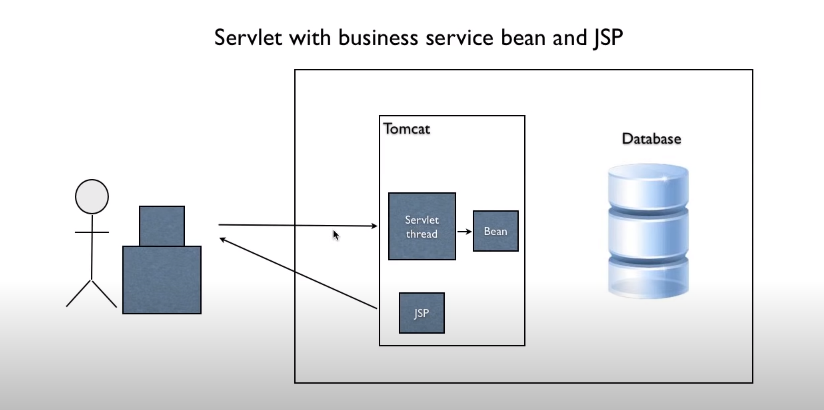 Servlet with business service bean and JSP
Tomcat
Database
Servlet
thread
Bean
JSP